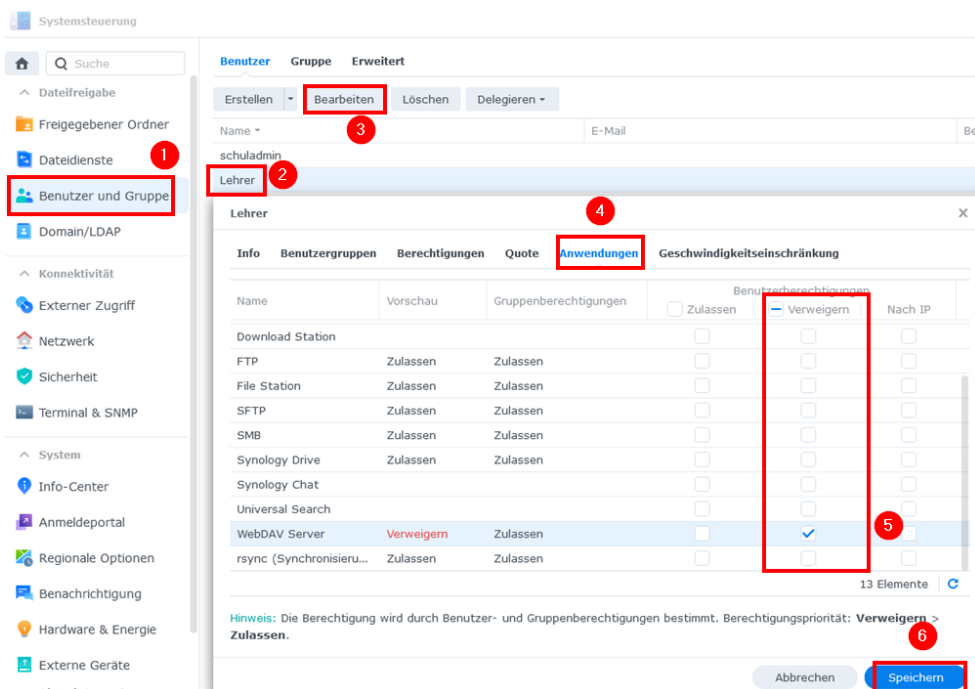 Systemsteuerung
Suche
Dateifreigabe
Freigegebener Ordner
Dateidienste
1
Benutzer und Gruppe
Domain/LDAP
Konnektivität
Externer Zugriff
Netzwerk
Sicherheit
Terminal & SNMP
System
Info-Center
Anmeldeportal
Regionale Optionen
Benachrichtigung
Hardware & Energie
Externe Geräte
Benutzer Gruppe Erweitert
Erstellen Bearbeiten Löschen Delegieren
3
Name E-Mail
schuladmin
Lehrer
2
Lehrer
4
Info Benutzergruppen Berechtigungen Quote Anwendungen Geschwindigkeitseinschränkung
Name Vorschau Gruppenberechtigungen Benutzerberechtigungen
Zulassen Verweigern Nach IP
Download Station
FTP Zulassen Zulassen
File Station Zulassen Zulassen
SFTP Zulassen Zulassen
SMB Zulassen Zulassen
Synology Drive Zulassen Zulassen
Synology Chat
Universal Search
WebDAV Server Verweigern Zulassen
5
rsync (Synchronisieru... Zulassen Zulassen
13 Elemente
Hinweis: Die Berechtigung wird durch Benutzer- und Gruppenberechtigungen bestimmt. Berechtigungspriorität: Verweigern >
Zulassen.
6
Abbrechen Speichern